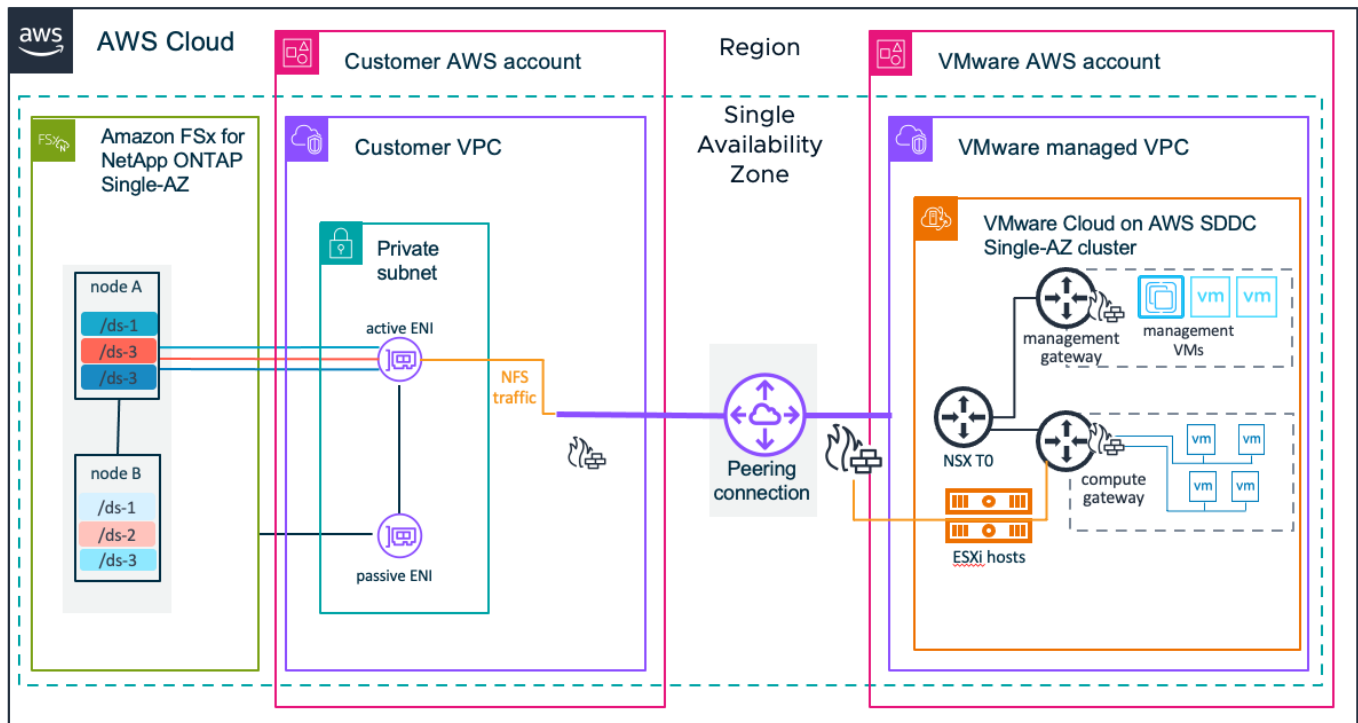 aws
AWS Cloud
Customer AWS account
Region
VMware AWS account
Single
Availability
Zone
FSx
N
Amazon FSx for
NetApp ONTAP
Single-AZ
Customer VPC
VMware managed VPC
Private
subnet
VMware Cloud on AWS SDDC
Single-AZ cluster
node A
/ds-1
/ds-3
/ds-3
active ENI
NFS
traffic
node B
/ds-1
/ds-2
/ds-3
passive ENI
Peering
connection
management
gateway
vm
vm
management
VMs
NSX T0
compute
gateway
vm
vm
vm
vm
ESXi hosts